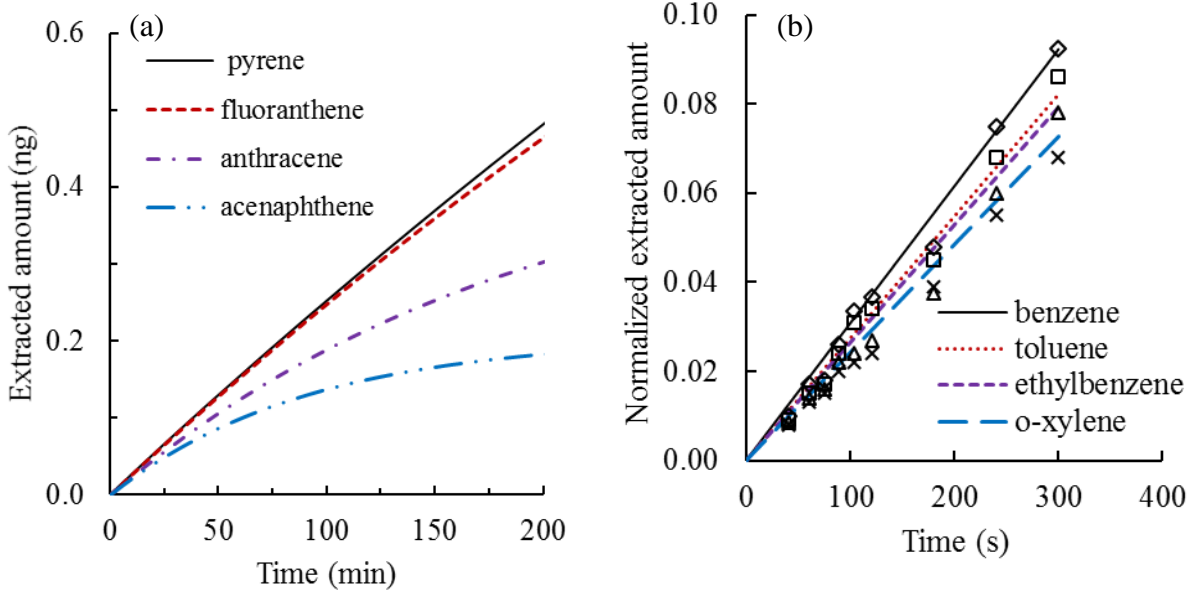 (a)
Extracted amount (ng)
0.6
0.4
0.2
0.0
pyrene
fluoranthene
anthracene
acenaphthene
0 50 100 150 200
Time (min)
(b)
Normalized extracted amount
0.10
0.08
0.06
0.04
0.02
0.00
benzene
toluene
ethylbenzene
o-xylene
0 100 200 300 400
Time (s)